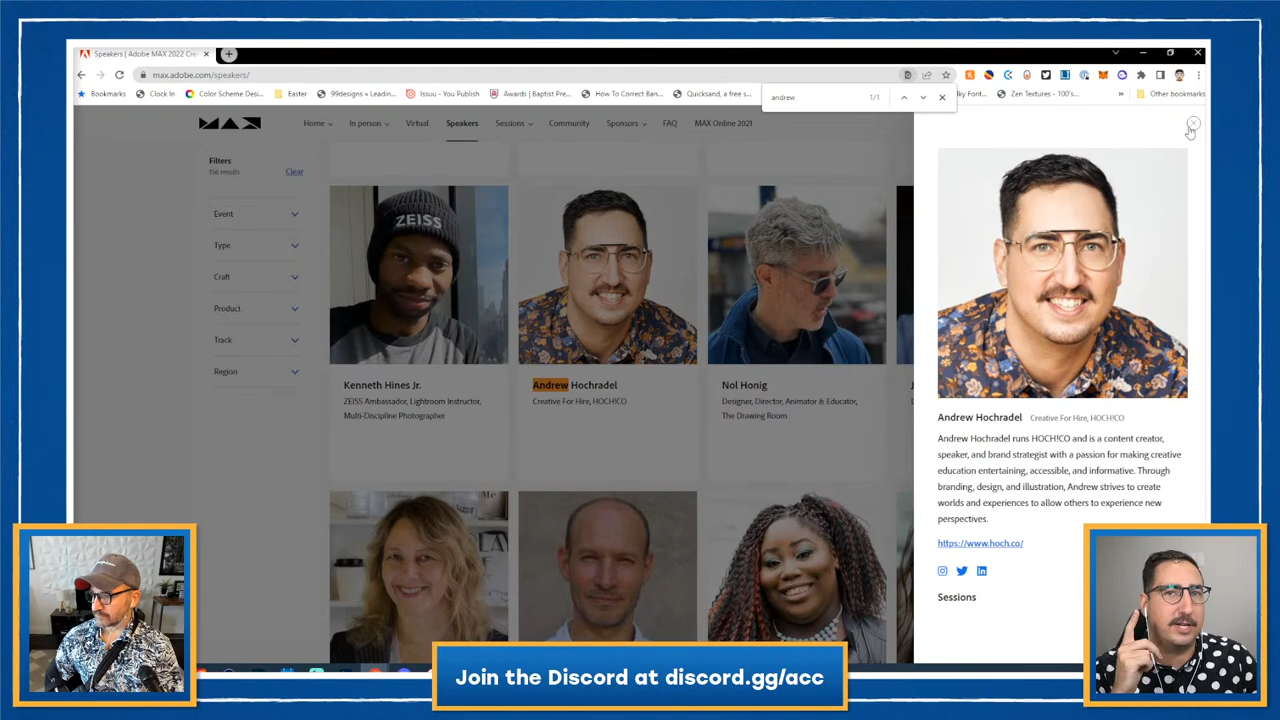 Speakers | Adobe MAX 2022 Cre
max.adobe.com/speakers/
Bookmarks Clock In Color Scheme Desi... Easter 99designs « Leadin... Issuu - You Publish Awards | Baptist Pre... How To Correct Ban... Quicksand, a free s... ky Font... Zen Textures - 100's... » Other bookmarks
andrew 1/1
MAX Home In person Virtual Speakers Sessions Community Sponsors FAQ MAX Online 2021
Filters
156 results Clear
Event
Type
Craft
Product
Track
Region
ZEISS
Kenneth Hines Jr.
ZEISS Ambassador, Lightroom Instructor,
Multi-Discipline Photographer
Andrew Hochradel
Creative For Hire, HOCH!CO
Nol Honig
Designer, Director, Animator & Educator,
The Drawing Room
Andrew Hochradel Creative For Hire, HOCH!CO
Andrew Hochradel runs HOCH!CO and is a content creator,
speaker, and brand strategist with a passion for making creative
education entertaining, accessible, and informative. Through
branding, design, and illustration, Andrew strives to create
worlds and experiences to allow others to experience new
perspectives.
https://www.hoch.co/
Sessions
Join the Discord at discord.gg/acc